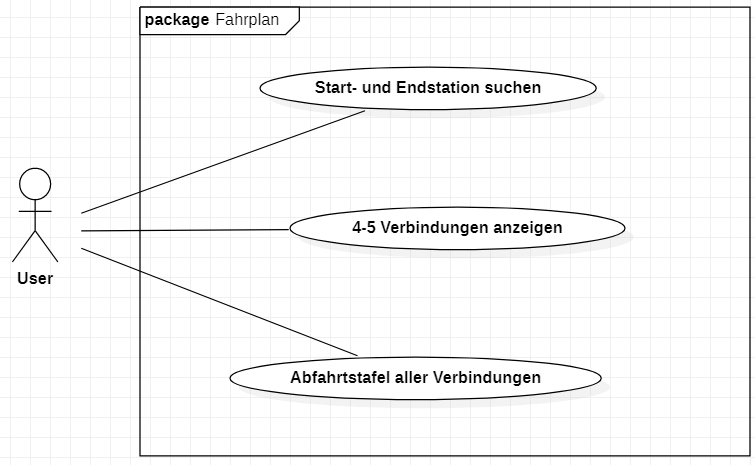 package Fahrplan
Start- und Endstation suchen
4-5 Verbindungen anzeigen
User
Abfahrtstafel aller Verbindungen